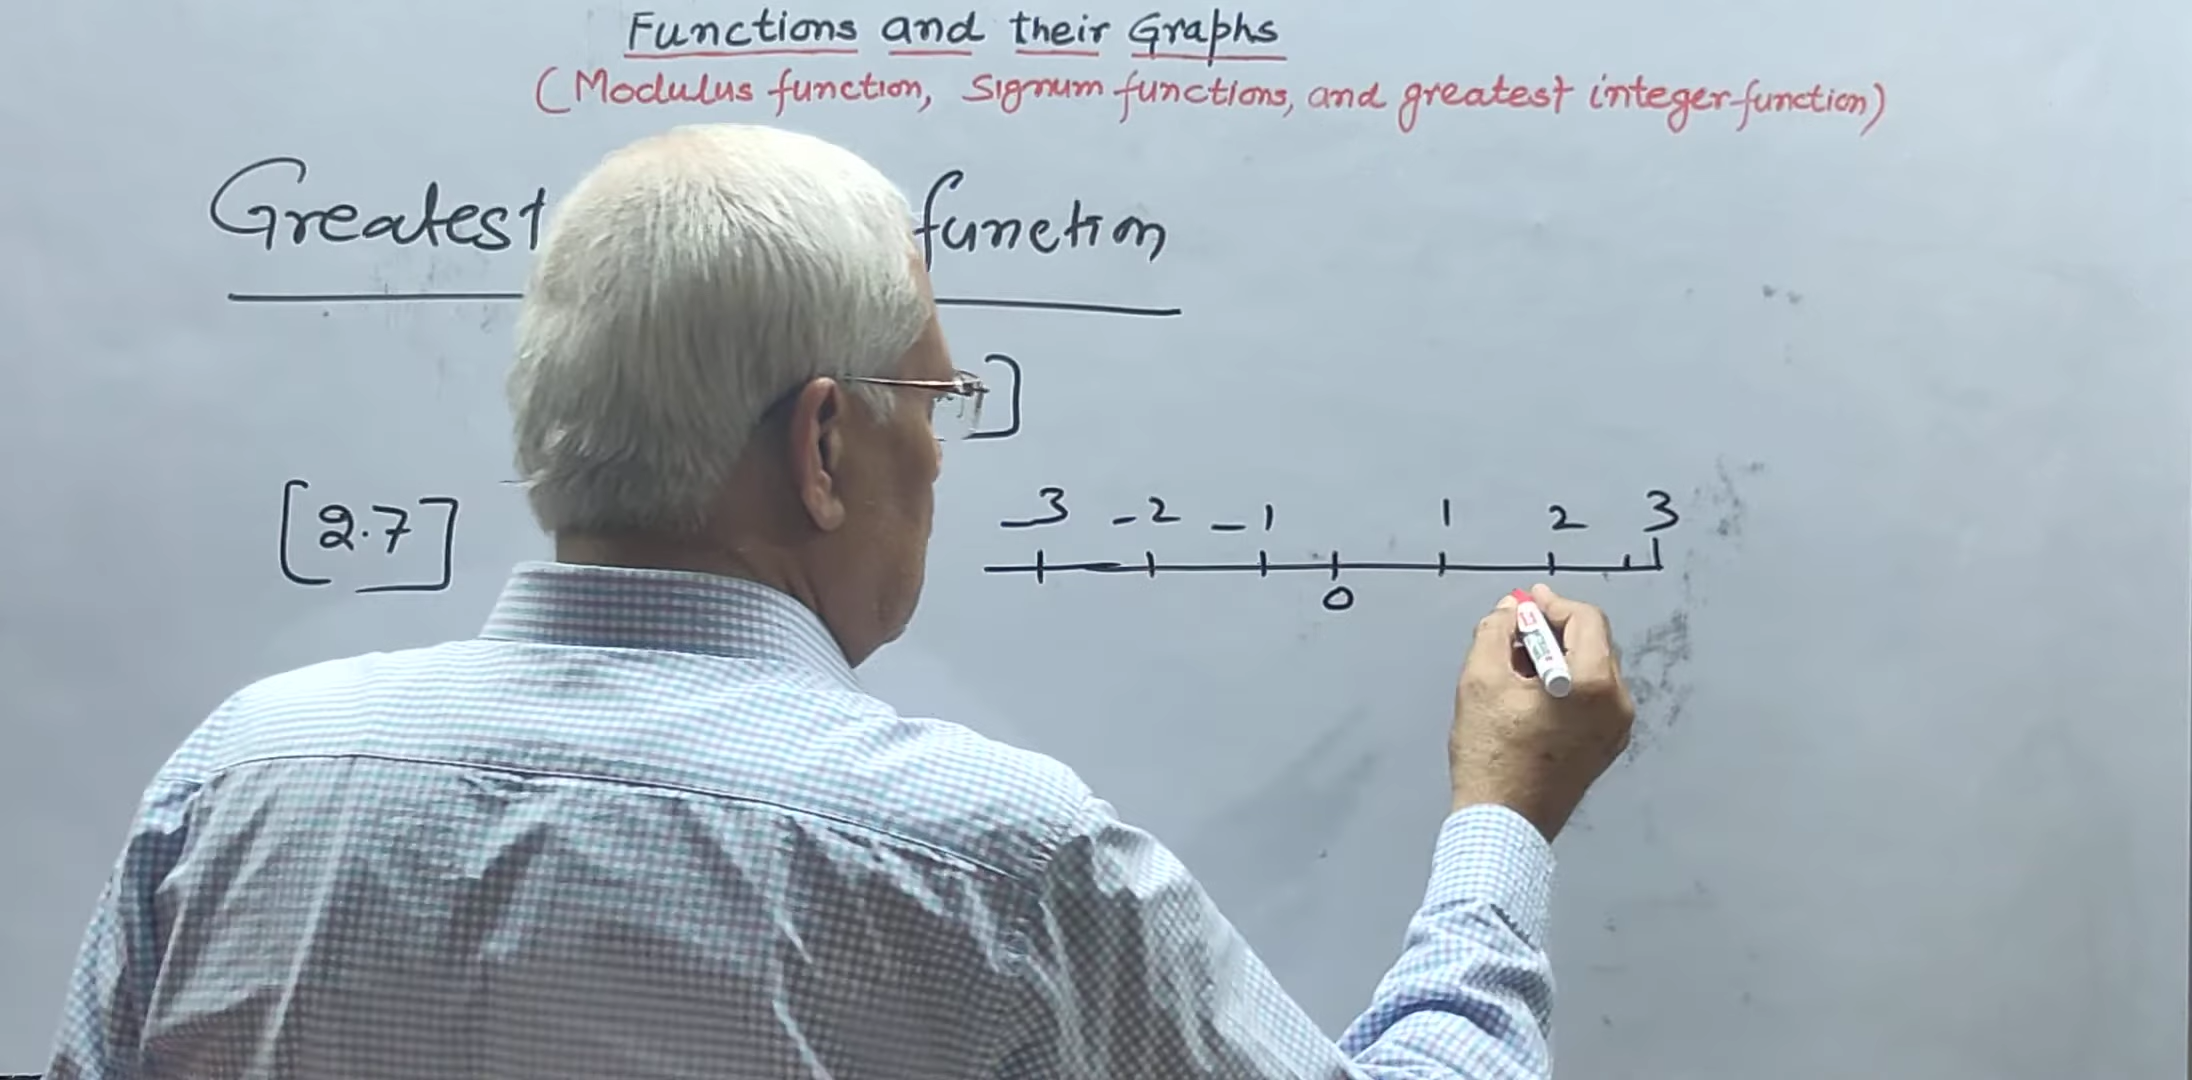 Functions and their Graphs
(Modulus function, Signum functions, and greatest integer function)
Greatest function
]
[2.7]
-3 -2 -1 1 2 3
0